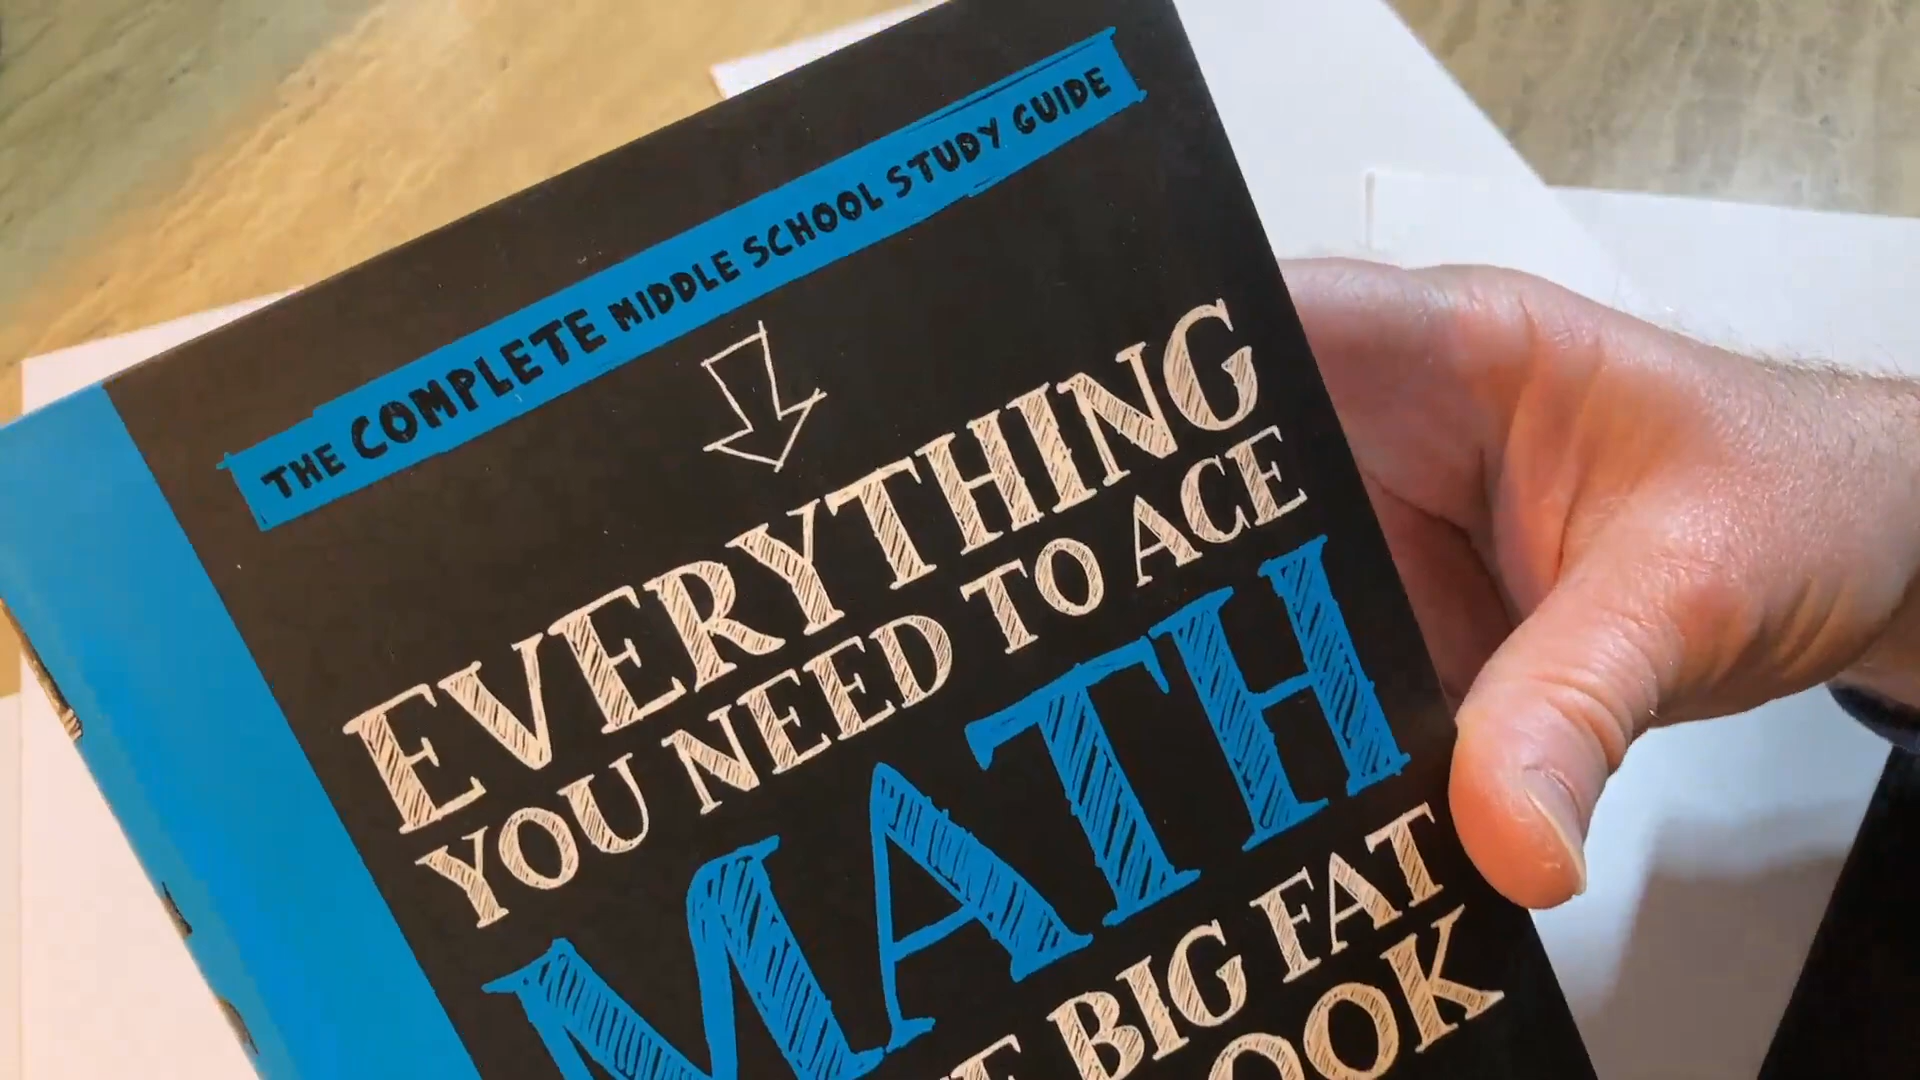 THE COMPLETE MIDDLE SCHOOL STUDY GUIDE
EVERYTHING
YOU NEED TO ACE
MATH
BIG FAT